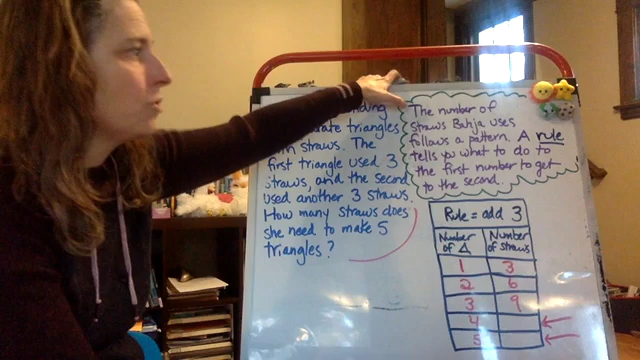 ding
ate triangles
straws. The
first triangle used 3
straws, and the second
used another 3 straws.
How many straws does
she need to make 5
triangles?
The number of
straws Bahja uses
follows a pattern. A rule
tells you what to do to
the first number to get
to the second.
Rule = add 3
Number of Δ Number of straws
1 3
2 6
3 9
4
5